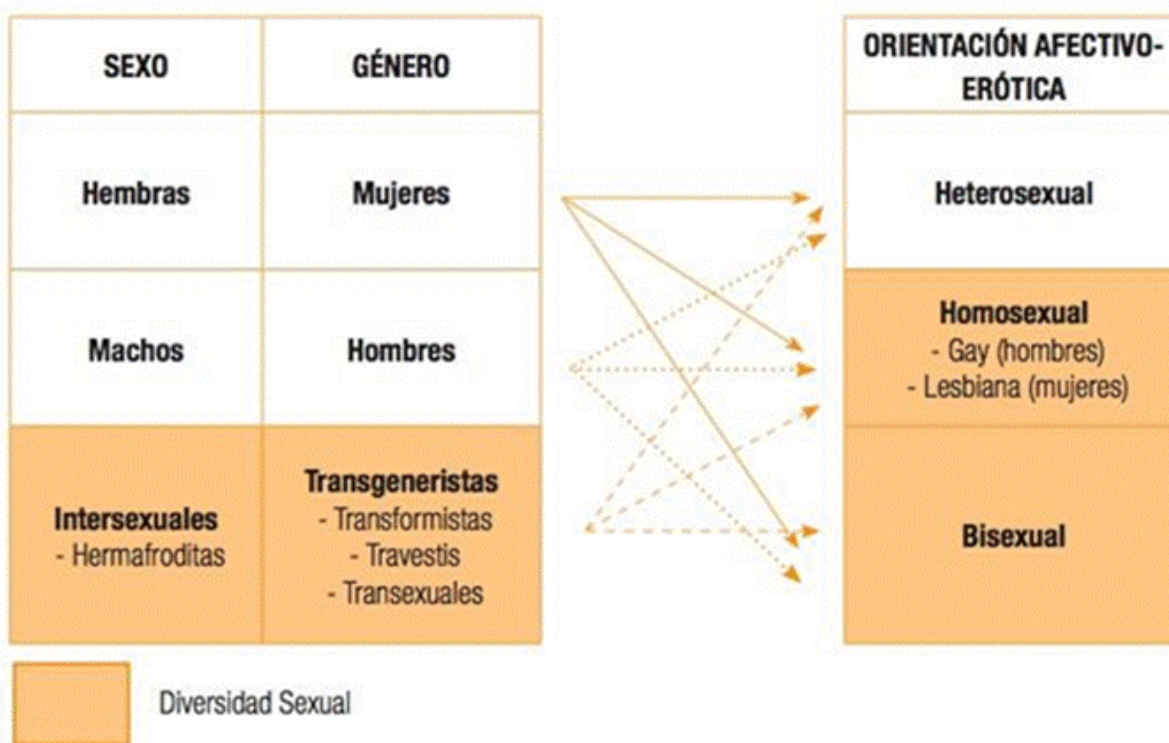 SEXO
GÉNERO
ORIENTACIÓN AFECTIVO-
ERÓTICA
Hembras
Mujeres
Heterosexual
Machos
Hombres
Homosexual
- Gay (hombres)
- Lesbiana (mujeres)
Intersexuales
- Hermafroditas
Transgeneristas
- Transformistas
- Travestis
- Transexuales
Bisexual
Diversidad Sexual